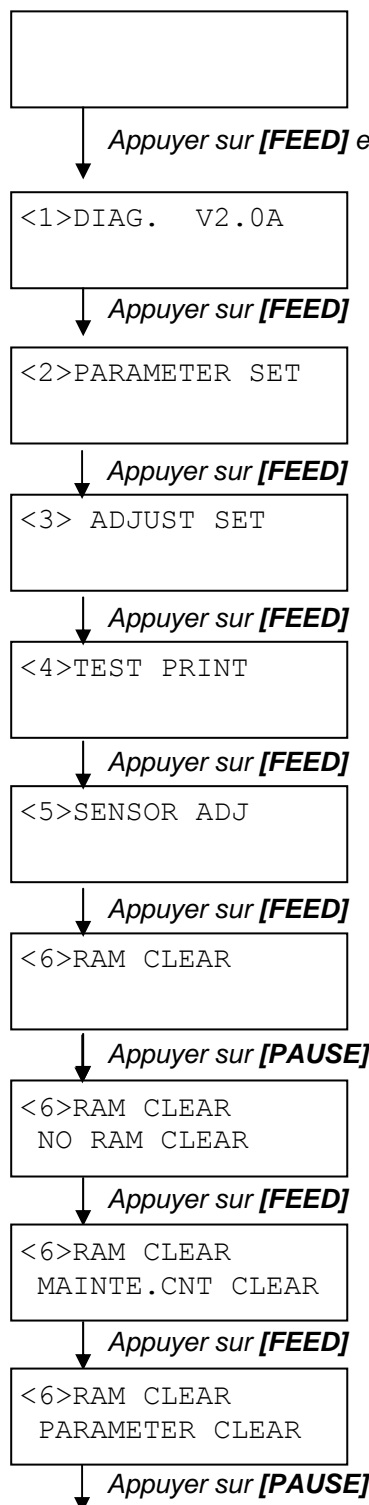 Appuyer sur [FEED] e
<1>DIAG. V2.0A
Appuyer sur [FEED]
<2>PARAMETER SET
Appuyer sur [FEED]
<3> ADJUST SET
Appuyer sur [FEED]
<4>TEST PRINT
Appuyer sur [FEED]
<5>SENSOR ADJ
Appuyer sur [FEED]
<6>RAM CLEAR
Appuyer sur [PAUSE]
<6>RAM CLEAR
NO RAM CLEAR
Appuyer sur [FEED]
<6>RAM CLEAR
MAINTE.CNT CLEAR
Appuyer sur [FEED]
<6>RAM CLEAR
PARAMETER CLEAR
Appuyer sur [PAUSE]